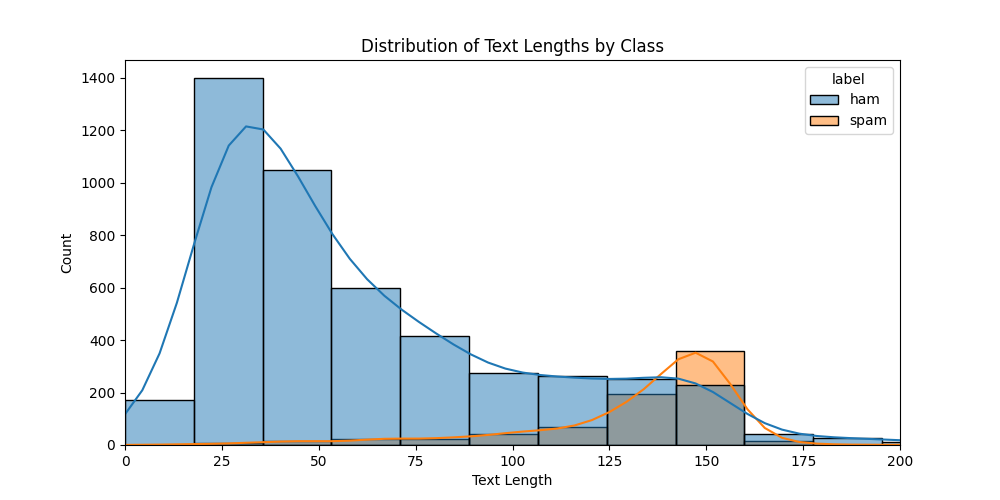 Distribution of Text Lengths by Class
label
ham
spam
Count
1400
1200
1000
800
600
400
200
0
0 25 50 75 100 125 150 175 200
Text Length